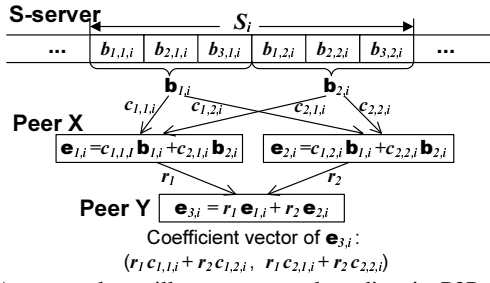 S-server
S_i
... b_{1,1,i} b_{2,1,i} b_{3,1,i} b_{1,2,i} b_{2,2,i} b_{3,2,i} ...
b_{1,i} b_{2,i}
c_{1,1,i} c_{1,2,i} c_{2,1,i} c_{2,2,i}
Peer X
e_{1,i} =c_{1,1,I} b_{1,i} +c_{2,1,i} b_{2,i} e_{2,i} =c_{1,2,i} b_{1,i} +c_{2,2,i} b_{2,i}
r_1 r_2
Peer Y e_{3,i} = r_1 e_{1,i} + r_2 e_{2,i}
Coefficient vector of e_{3,i} :
(r_1 c_{1,1,i} + r_2 c_{1,2,i} , r_1 c_{2,1,i} + r_2 c_{2,2,i})